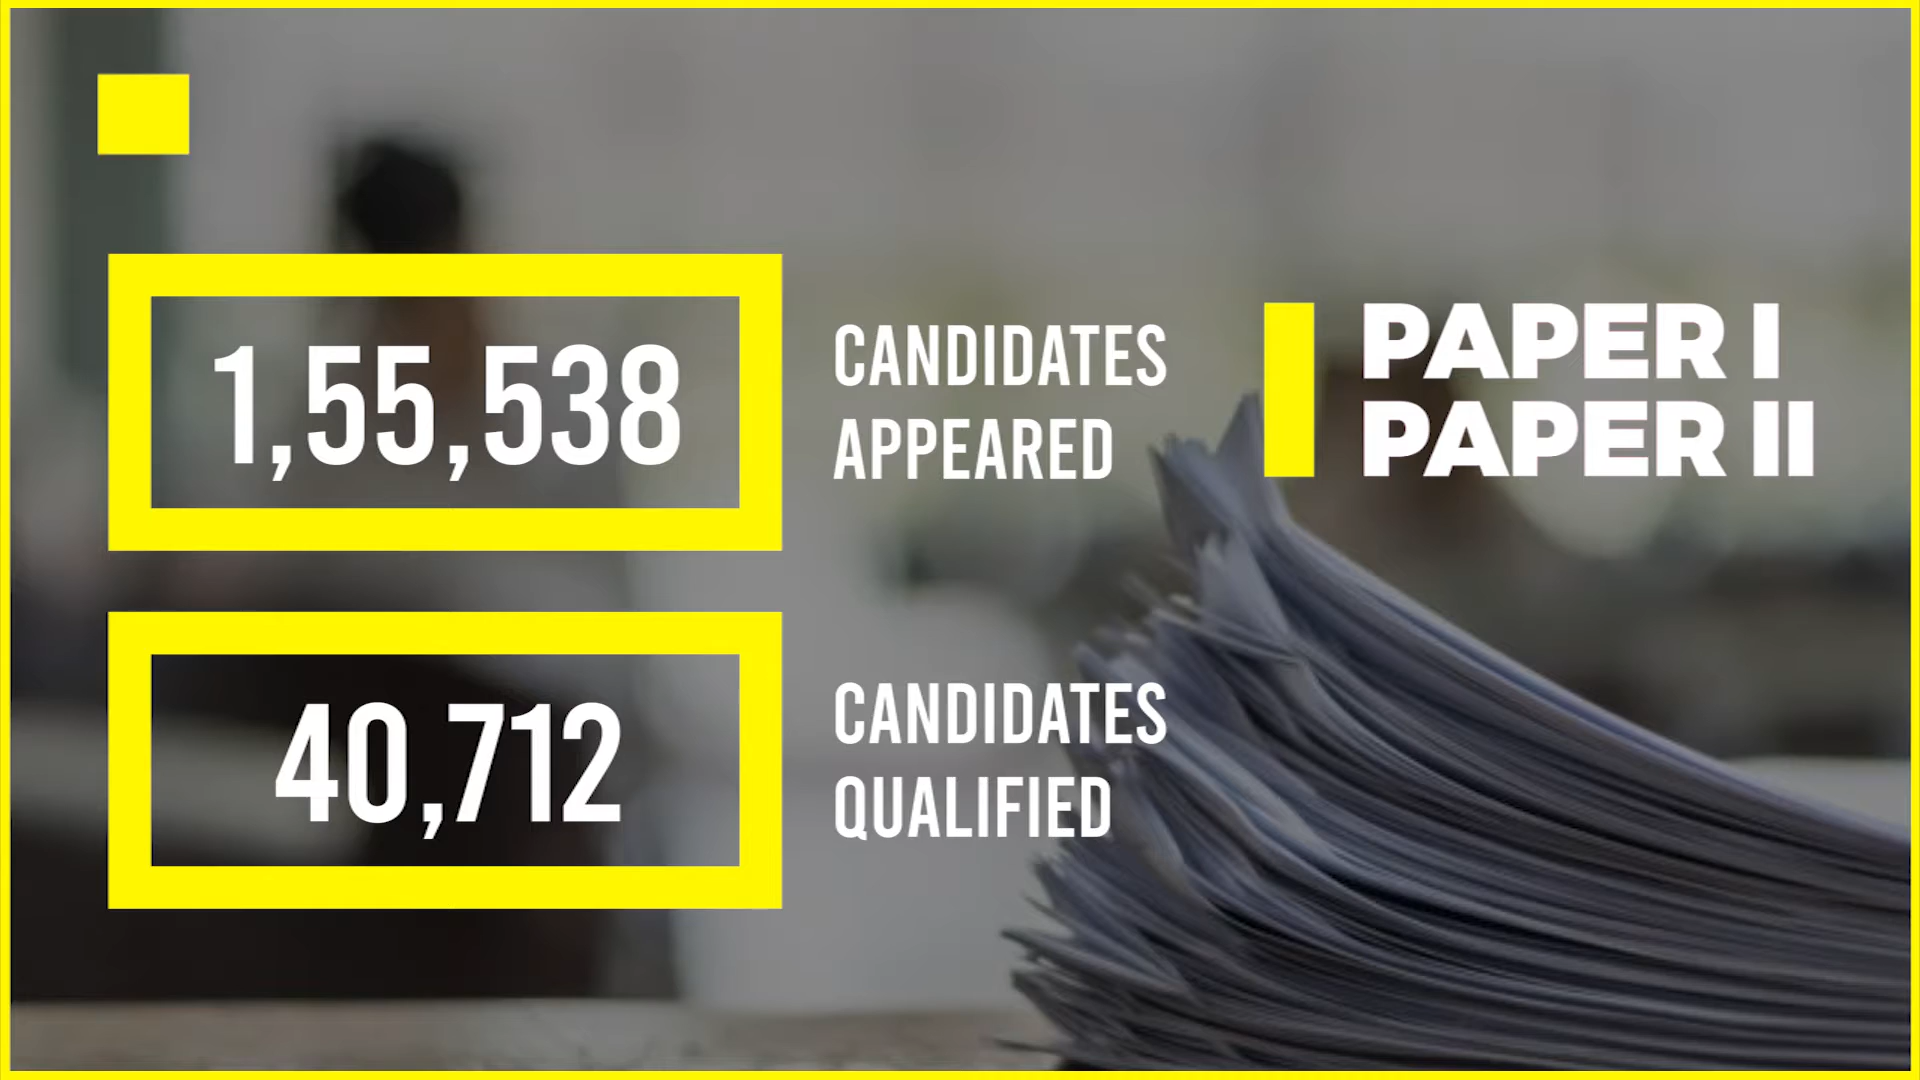 1,55,538
CANDIDATES
APPEARED
PAPER I
PAPER II
40,712
CANDIDATES
QUALIFIED